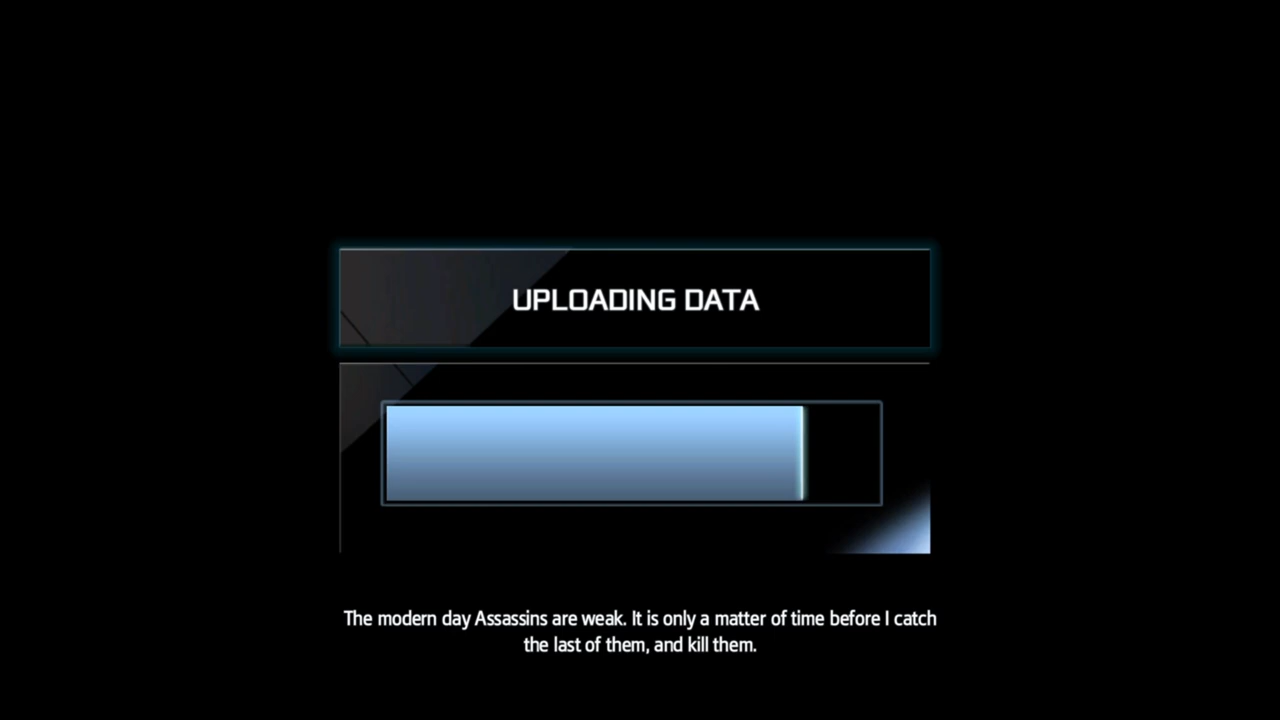 UPLOADING DATA
The modern day Assassins are weak. It is only a matter of time before I catch
the last of them, and kill them.